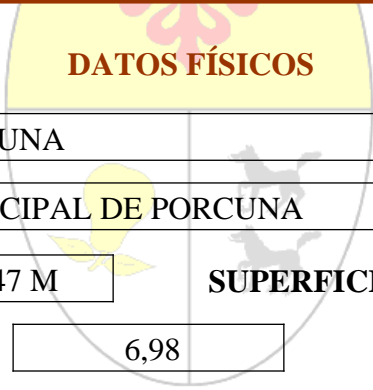 DATOS FÍSICOS
UNA
CIPAL DE PORCUNA
47 M SUPERFICI
6,98